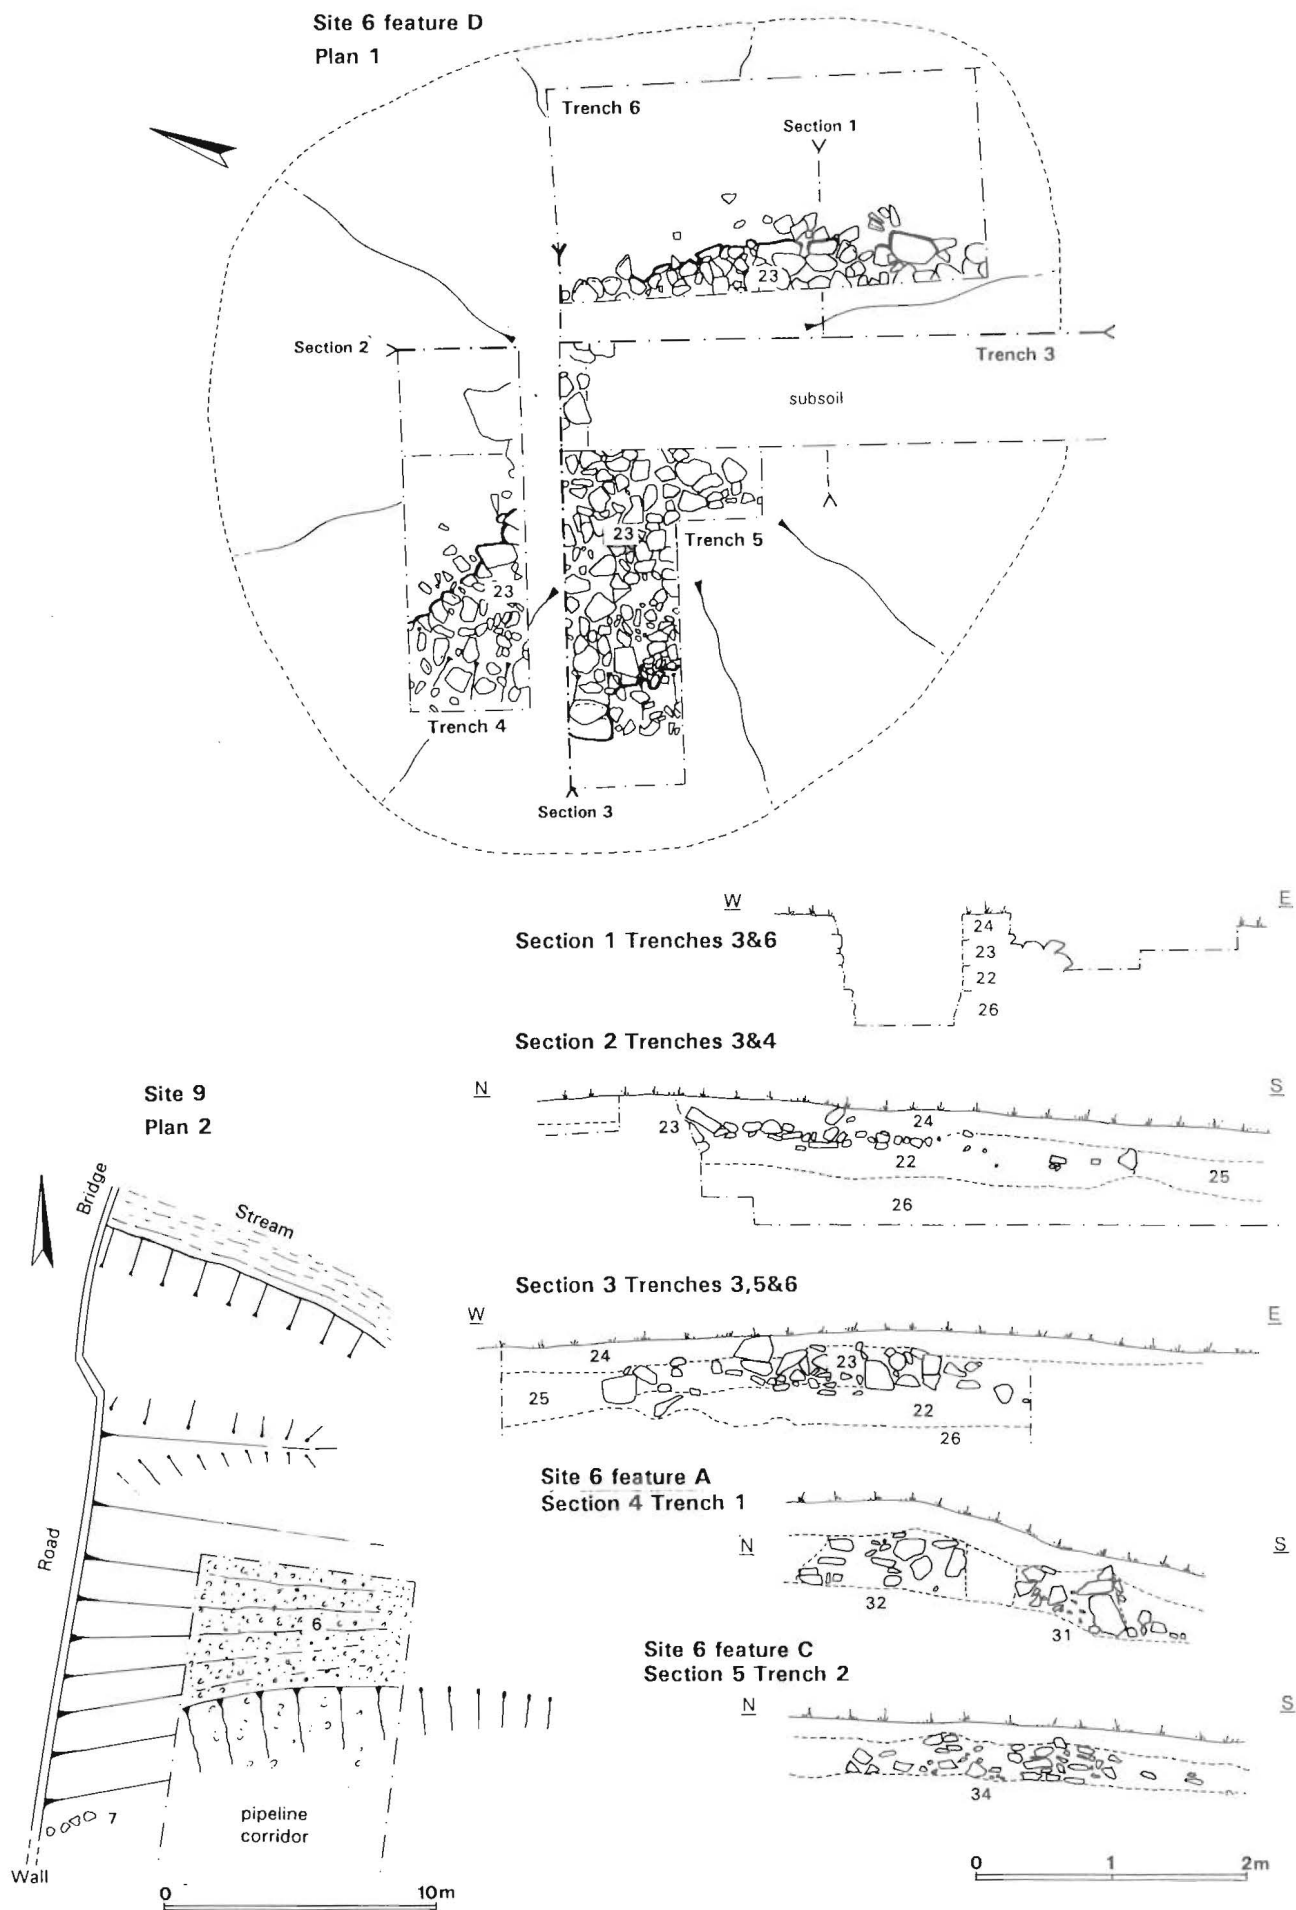 Site 6 feature D
Plan 1
Trench 6
Section 1
23
Section 2
Trench 3
subsoil
23
Trench 5
23
Trench 4
Section 3
W
E
Section 1 Trenches 3&6
24
23
22
26
Section 2 Trenches 3&4
N
S
24
23
22
25
26
Section 3 Trenches 3,5&6
W
E
24
23
25
22
26
Site 6 feature A
Section 4 Trench 1
N
S
32
31
Site 6 feature C
Section 5 Trench 2
N
S
34
0 1 2m
Site 9
Plan 2
Bridge
Stream
Road
6
7
pipeline
corridor
Wall
0 10m